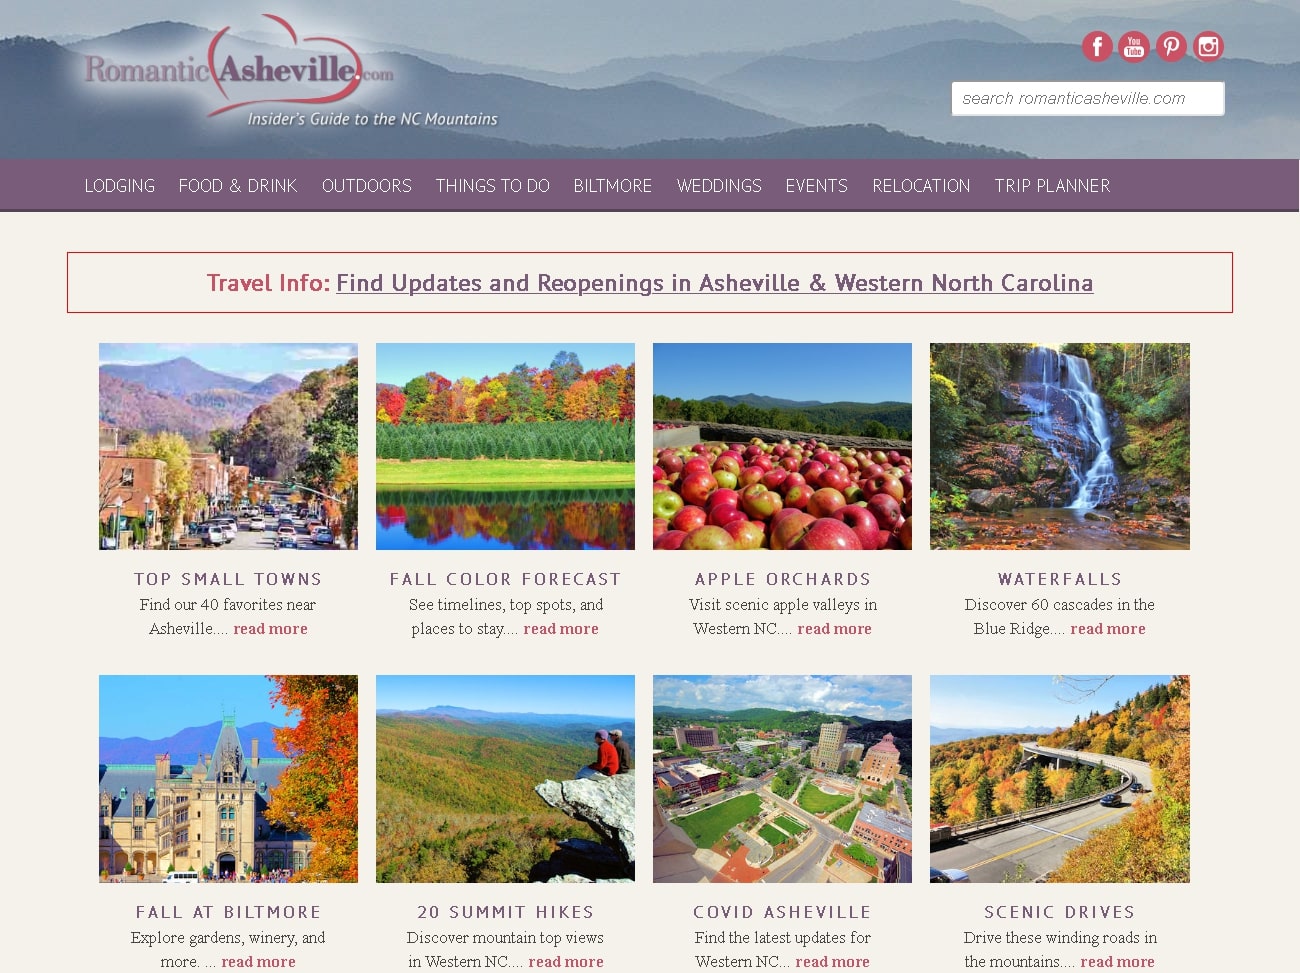 RomanticAsheville.com
Insider's Guide to the NC Mountains
You
Tube
search romanticasheville.com
LODGING FOOD & DRINK OUTDOORS THINGS TO DO BILTMORE WEDDINGS EVENTS RELOCATION TRIP PLANNER
Travel Info: Find Updates and Reopenings in Asheville & Western North Carolina
TOP SMALL TOWNS
Find our 40 favorites near
Asheville.... read more
FALL COLOR FORECAST
See timelines, top spots, and
places to stay.... read more
APPLE ORCHARDS
Visit scenic apple valleys in
Western NC.... read more
WATERFALLS
Discover 60 cascades in the
Blue Ridge.... read more
FALL AT BILTMORE
Explore gardens, winery, and
more. ... read more
20 SUMMIT HIKES
Discover mountain top views
in Western NC.... read more
COVID ASHEVILLE
Find the latest updates for
Western NC... read more
SCENIC DRIVES
Drive these winding roads in
the mountains.... read more